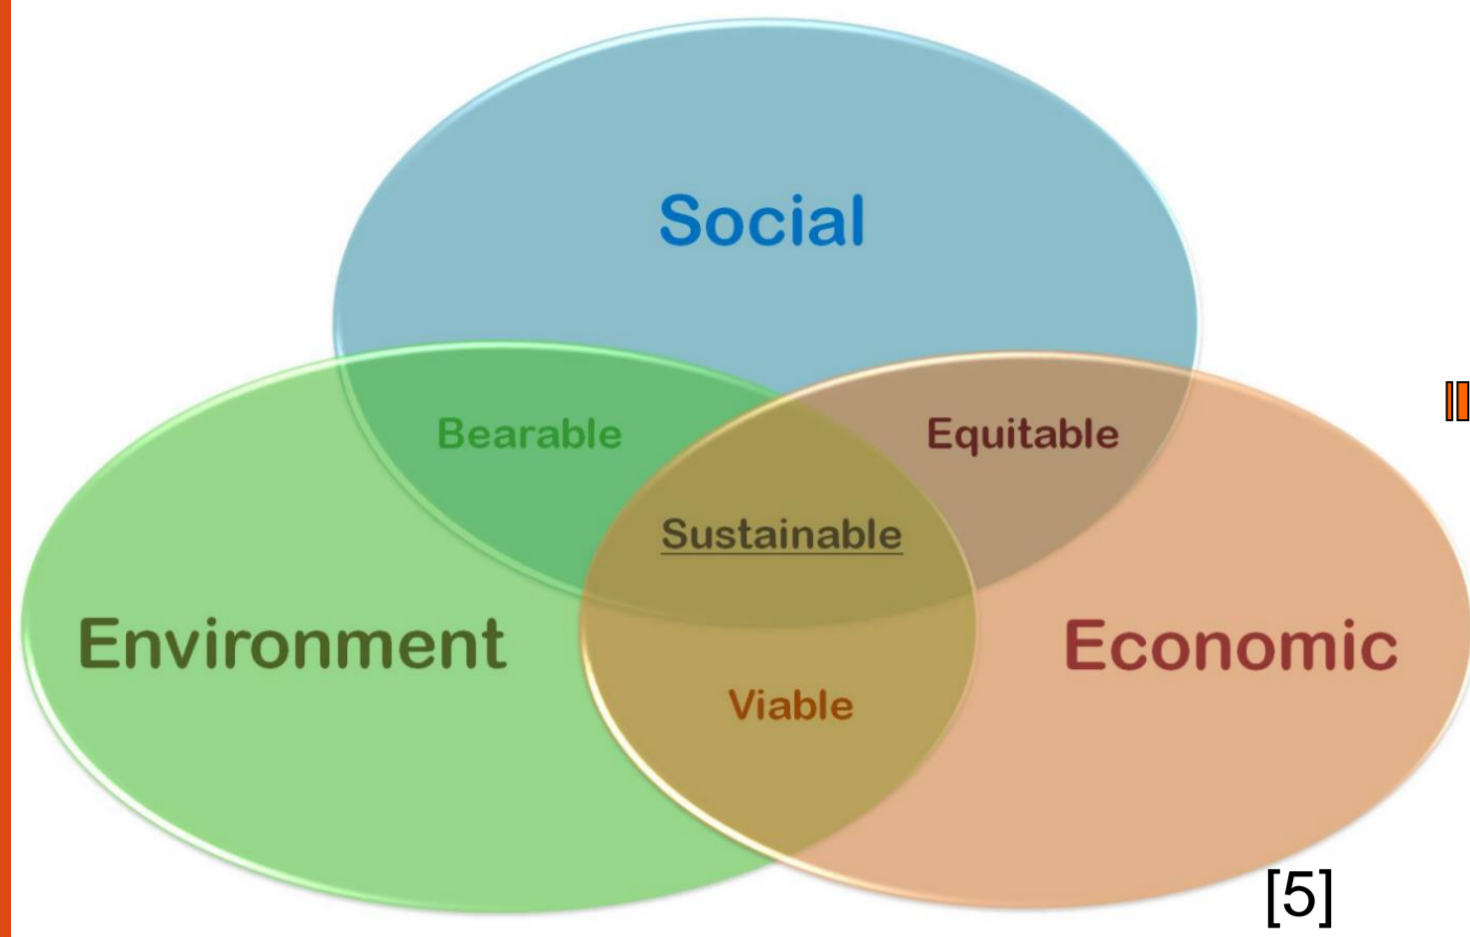 Social
Bearable
Equitable
Sustainable
Environment
Economic
Viable
[5]